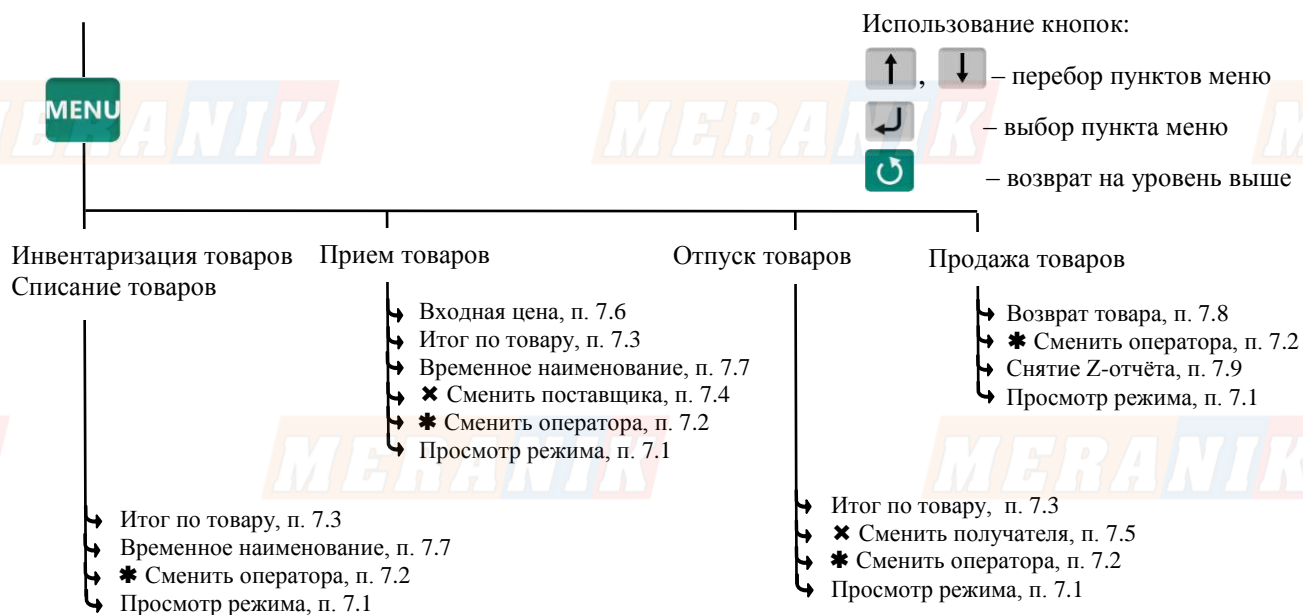 Использование кнопок:
↑ , ↓ – перебор пунктов меню
MENU
– выбор пункта меню
– возврат на уровень выше
Инвентаризация товаров
Списание товаров
Итог по товару, п. 7.3
Временное наименование, п. 7.7
✱ Сменить оператора, п. 7.2
Просмотр режима, п. 7.1
Прием товаров
Входная цена, п. 7.6
Итог по товару, п. 7.3
Временное наименование, п. 7.7
✖ Сменить поставщика, п. 7.4
✱ Сменить оператора, п. 7.2
Просмотр режима, п. 7.1
Отпуск товаров
Итог по товару, п. 7.3
✖ Сменить получателя, п. 7.5
✱ Сменить оператора, п. 7.2
Просмотр режима, п. 7.1
Продажа товаров
Возврат товара, п. 7.8
✱ Сменить оператора, п. 7.2
Снятие Z-отчёта, п. 7.9
Просмотр режима, п. 7.1
MERANIK
MERANIK
MERANIK
MERANIK